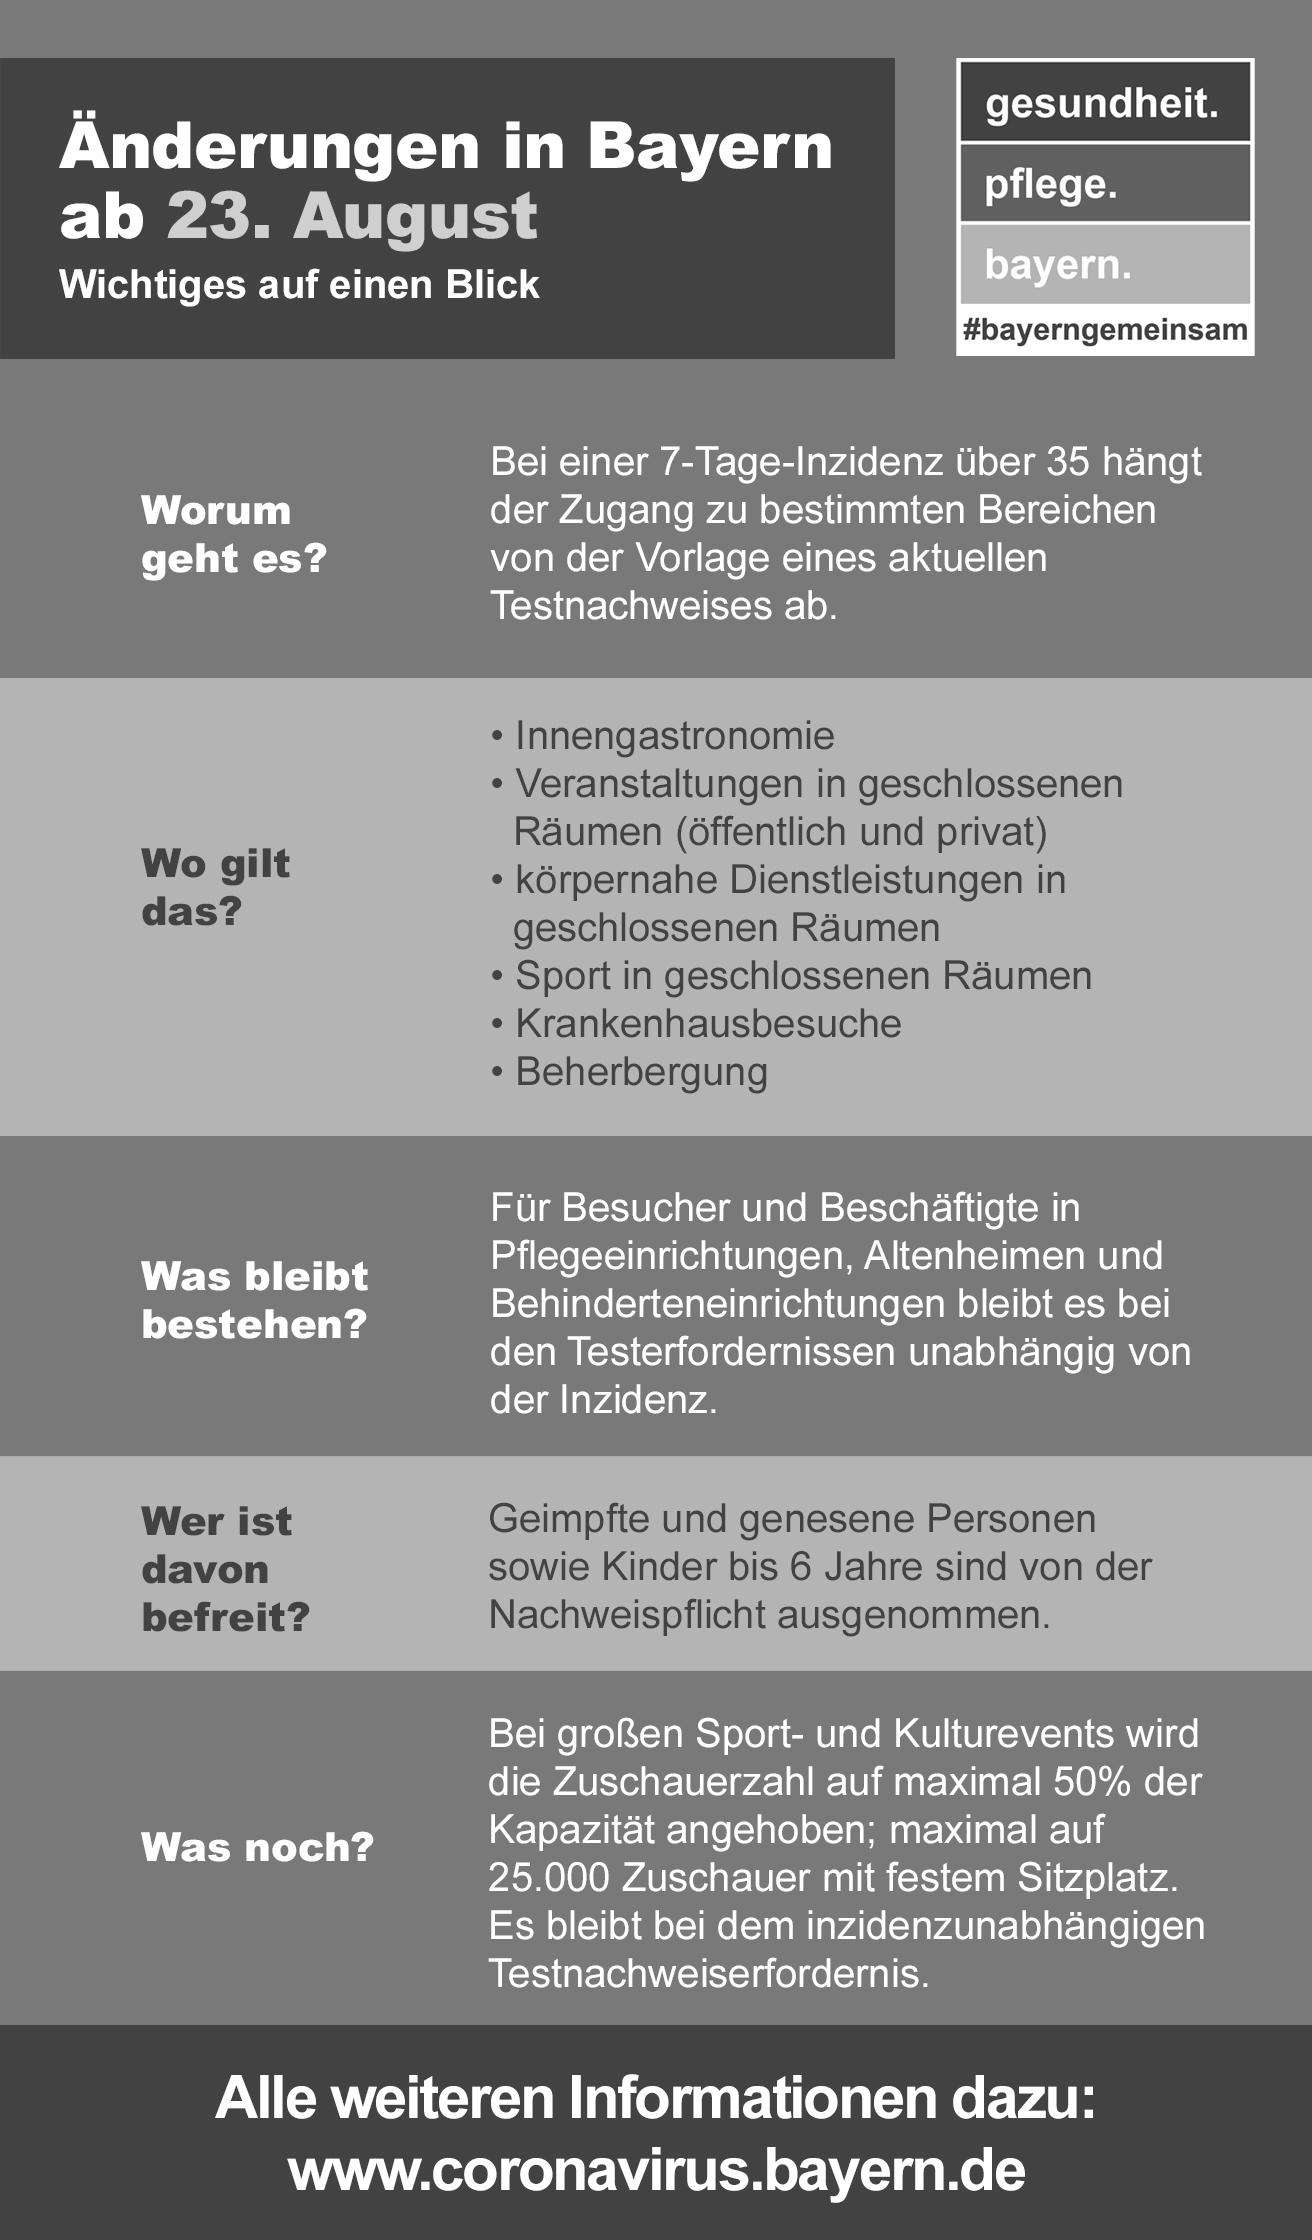 Änderungen in Bayern
ab 23. August
Wichtiges auf einen Blick
gesundheit.
pflege.
bayern.
#bayerngemeinsam
Worum
geht es?
Bei einer 7-Tage-Inzidenz über 35 hängt
der Zugang zu bestimmten Bereichen
von der Vorlage eines aktuellen
Testnachweises ab.
Wo gilt
das?
• Innengastronomie
• Veranstaltungen in geschlossenen
Räumen (öffentlich und privat)
• körpernahe Dienstleistungen in
geschlossenen Räumen
• Sport in geschlossenen Räumen
• Krankenhausbesuche
• Beherbergung
Was bleibt
bestehen?
Für Besucher und Beschäftigte in
Pflegeeinrichtungen, Altenheimen und
Behinderteneinrichtungen bleibt es bei
den Testerfordernissen unabhängig von
der Inzidenz.
Wer ist
davon
befreit?
Geimpfte und genesene Personen
sowie Kinder bis 6 Jahre sind von der
Nachweispflicht ausgenommen.
Was noch?
Bei großen Sport- und Kulturevents wird
die Zuschauerzahl auf maximal 50% der
Kapazität angehoben; maximal auf
25.000 Zuschauer mit festem Sitzplatz.
Es bleibt bei dem inzidenzunabhängigen
Testnachweiserfordernis.
Alle weiteren Informationen dazu:
www.coronavirus.bayern.de